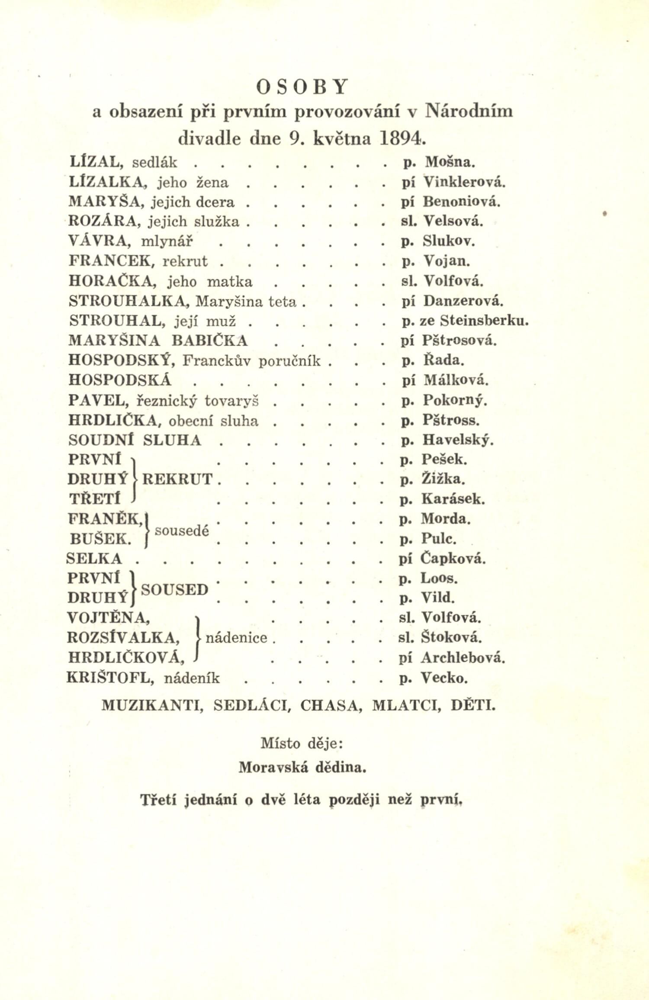 OSOBY
a obsazení při prvním provozování v Národním
divadle dne 9. května 1894.
LÍZAL, sedlák . . . . . . . . p. Mošna.
LÍZALKA, jeho žena . . . . . . pí Vinklerová.
MARYŠA, jejich dcera . . . . . . pí Benoniová.
ROZÁRA, jejich služka . . . . . . sl. Velsová.
VÁVRA, mlynář . . . . . . . p. Slukov.
FRANCEK, rekrut . . . . . . . p. Vojan.
HORAČKA, jeho matka . . . . . sl. Volfová.
STROUHALKA, Maryšina teta . . . . pí Danzerová.
STROUHAL, její muž . . . . . . p. ze Steinsberku.
MARYŠINA BABIČKA . . . . . pí Pštrosová.
HOSPODSKÝ, Franckův poručník . . . p. Řada.
HOSPODSKÁ . . . . . . . . pí Málková.
PAVEL, řeznický tovaryš . . . . . p. Pokorný.
HRDLIČKA, obecní sluha . . . . . p. Pštross.
SOUDNÍ SLUHA . . . . . . . p. Havelský.
PRVNÍ . . . . . . . p. Pešek.
DRUHÝ } REKRUT . . . . . . . p. Žižka.
TŘETÍ . . . . . . . p. Karásek.
FRANĚK, . . . . . . . p. Morda.
} sousedé
BUŠEK. . . . . . . . p. Pulc.
SELKA . . . . . . . . . . pí Čapková.
PRVNÍ . . . . . . . p. Loos.
} SOUSED
DRUHÝ . . . . . . . p. Vild.
VOJTĚNA, . . . . . sl. Volfová.
ROZSÍVALKA, } nádenice . . . . . sl. Štoková.
HRDLIČKOVÁ, . . . . . pí Archlebová.
KRIŠTOFL, nádeník . . . . . . p. Vecko.
MUZIKANTI, SEDLÁCI, CHASA, MLATCI, DĚTI.
Místo děje:
Moravská dědina.
Třetí jednání o dvě léta později než první.